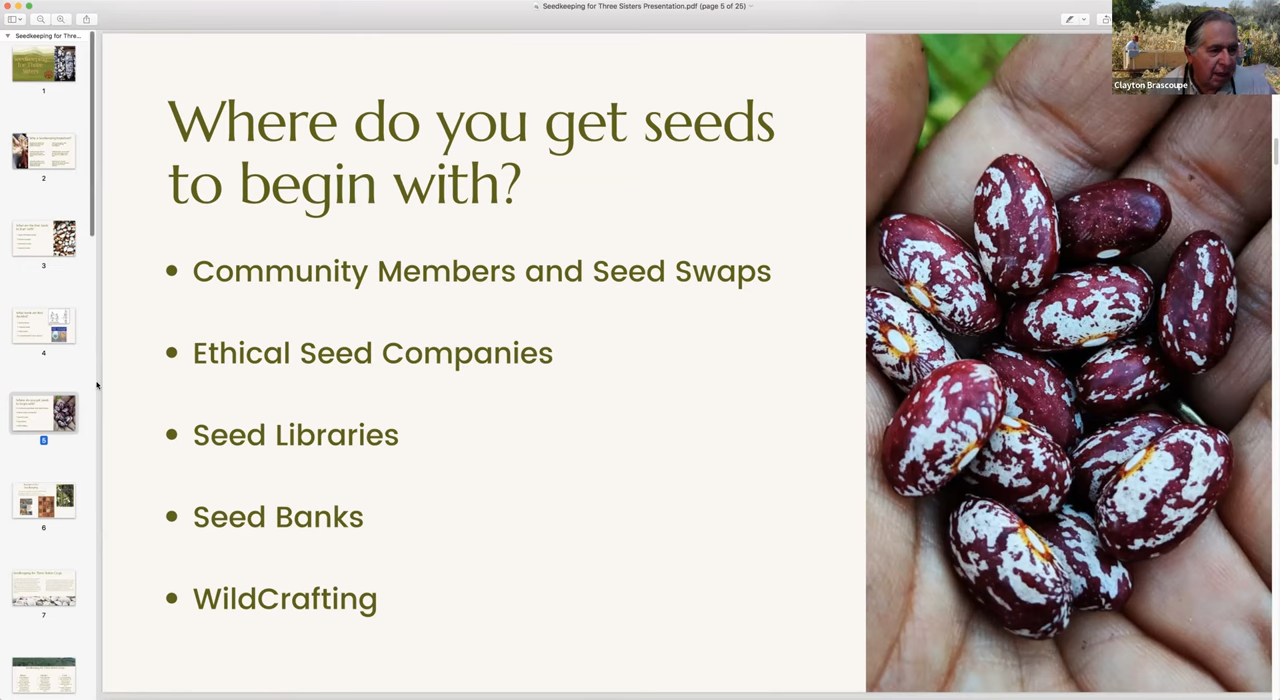 Seedkeeping for Three Sisters Presentation.pdf (page 5 of 25)
Seedkeeping for Thre...
Clayton Brascoupe
Where do you get seeds
to begin with?
• Community Members and Seed Swaps
• Ethical Seed Companies
• Seed Libraries
• Seed Banks
• WildCrafting
1
2
3
4
5
6
7